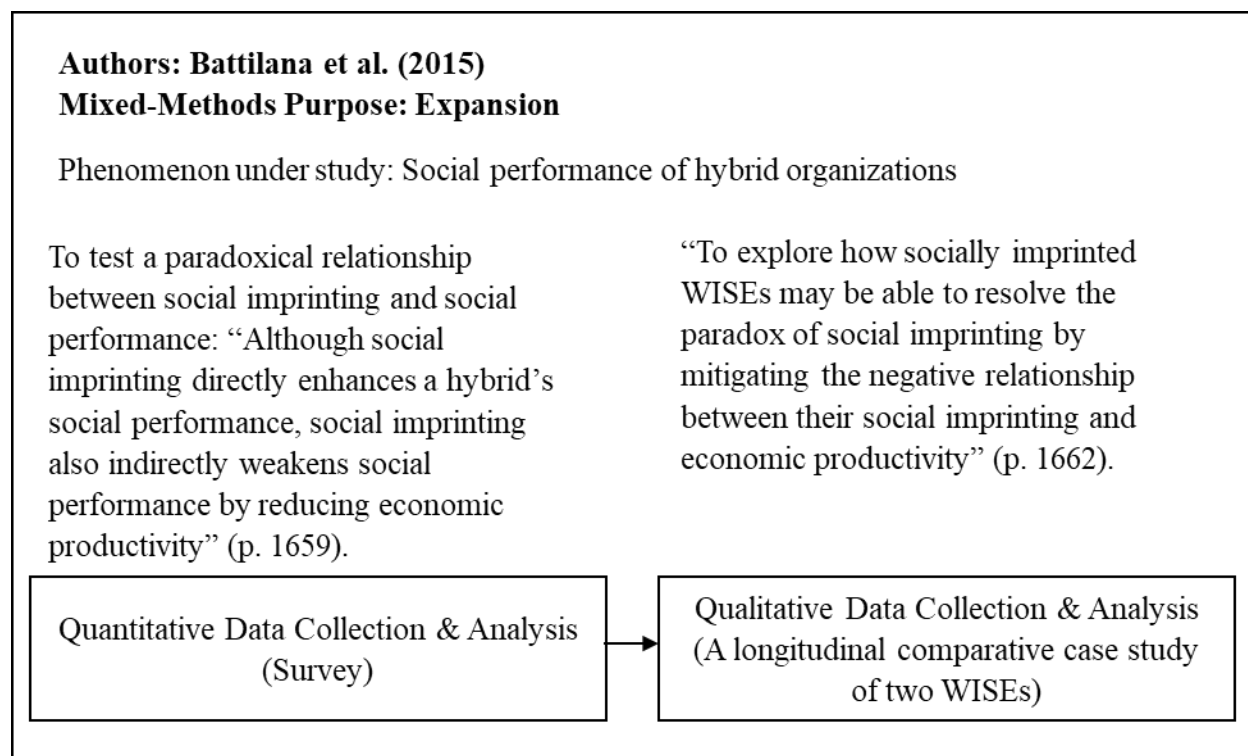 Authors: Battilana et al. (2015)
Mixed-Methods Purpose: Expansion
Phenomenon under study: Social performance of hybrid organizations
To test a paradoxical relationship
between social imprinting and social
performance: “Although social
imprinting directly enhances a hybrid’s
social performance, social imprinting
also indirectly weakens social
performance by reducing economic
productivity” (p. 1659).
“To explore how socially imprinted
WISEs may be able to resolve the
paradox of social imprinting by
mitigating the negative relationship
between their social imprinting and
economic productivity” (p. 1662).
Quantitative Data Collection & Analysis
(Survey)
Qualitative Data Collection & Analysis
(A longitudinal comparative case study
of two WISEs)